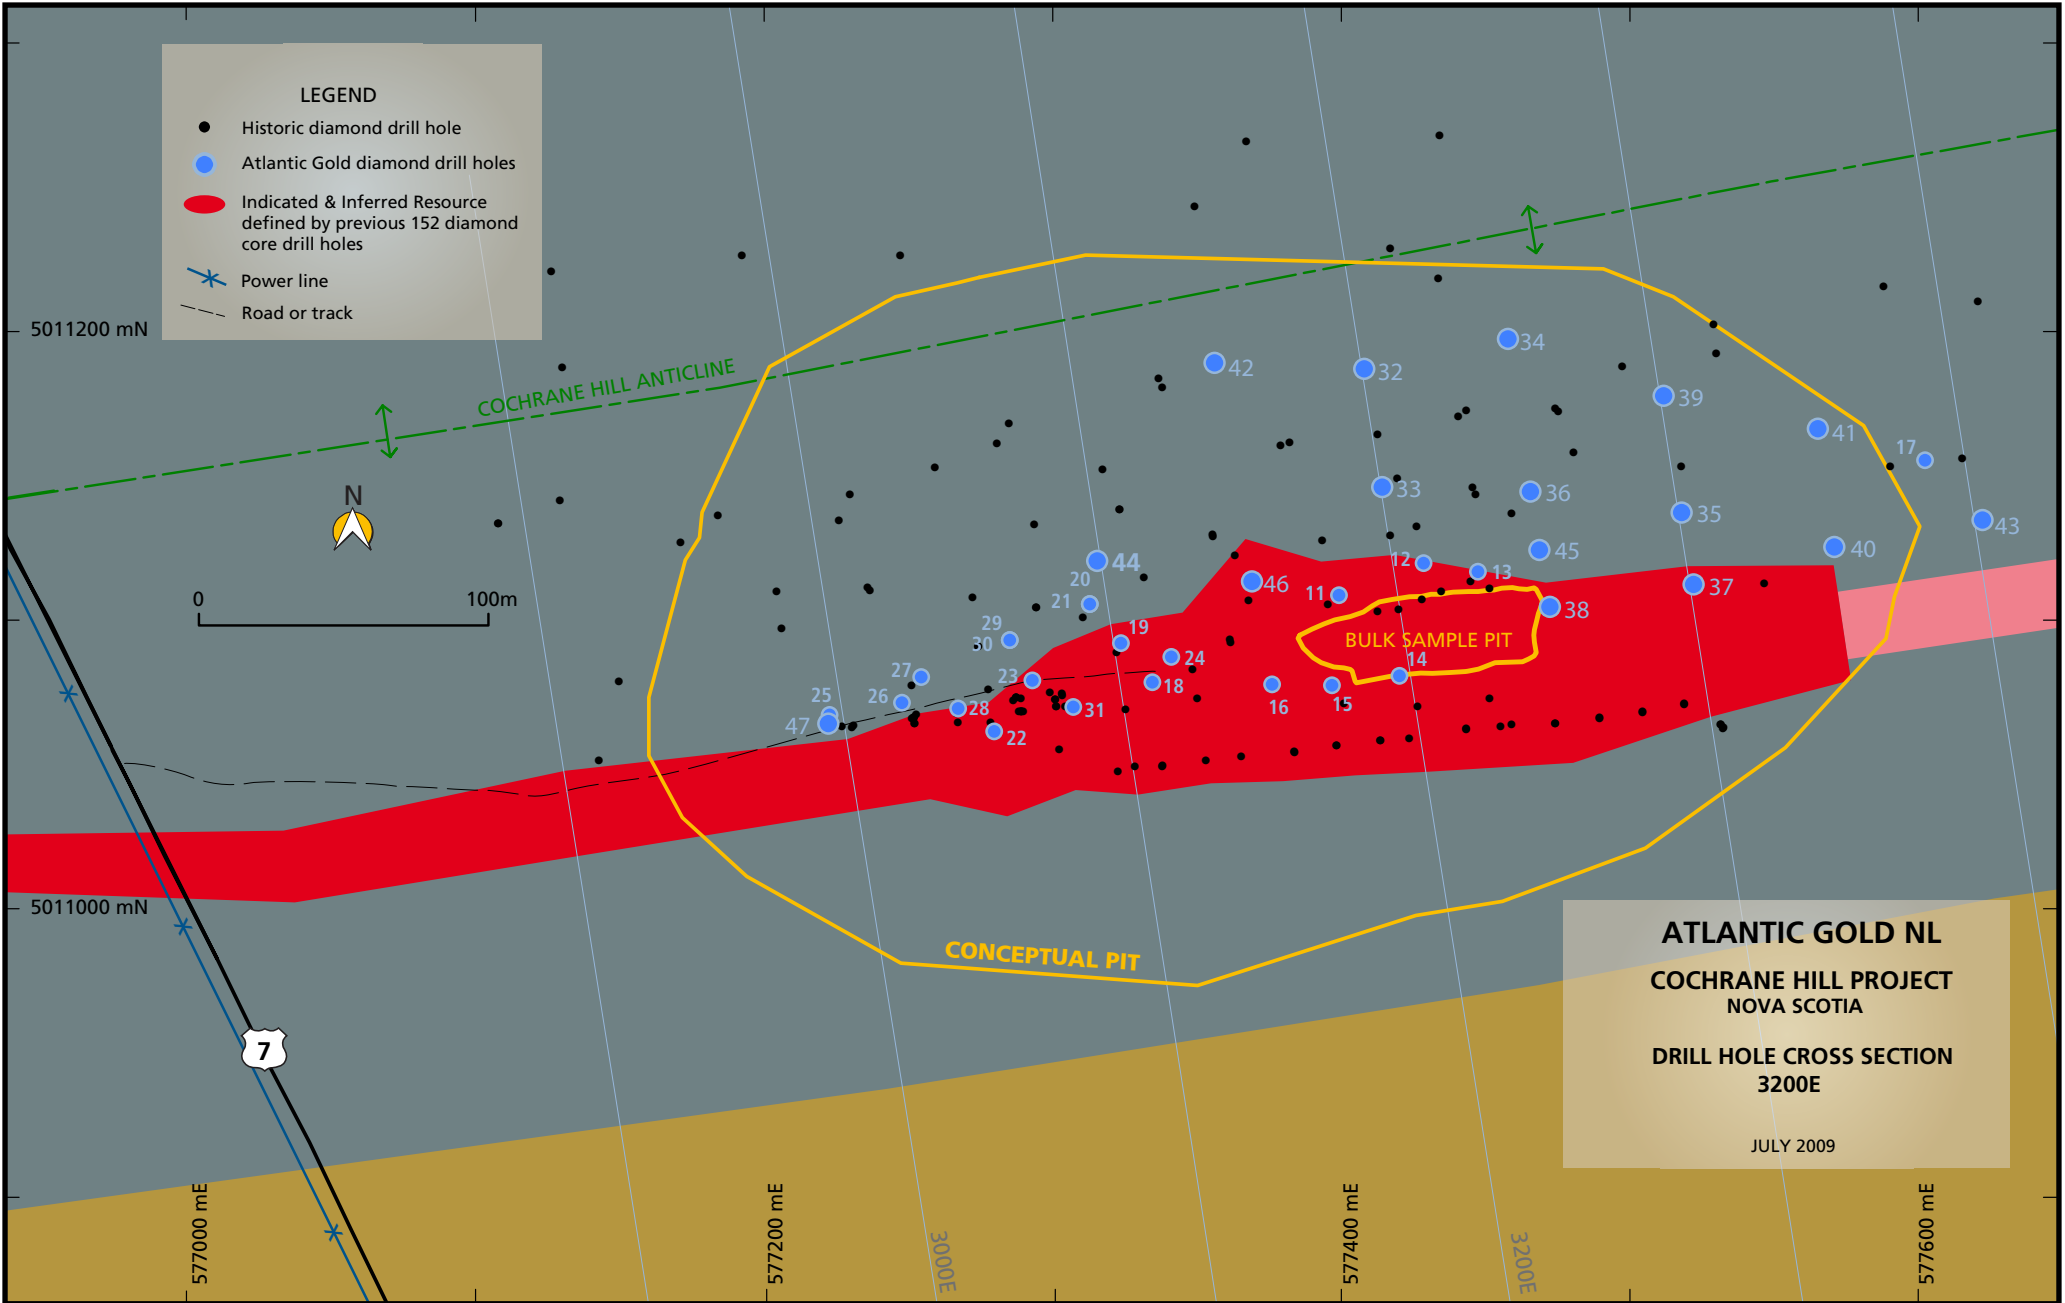 LEGEND
Historic diamond drill hole
Atlantic Gold diamond drill holes
Indicated & Inferred Resource
defined by previous 152 diamond
core drill holes
Power line
Road or track
5011200 mN
COCHRANE HILL ANTICLINE
N
0 100m
34
42
32
39
41
17
33
36
35
43
44
45
40
20
12
13
46
37
21
11
38
29
19
BULK SAMPLE PIT
30
24
14
27
23
18
25
26
28
31
16
15
47
22
5011000 mN
CONCEPTUAL PIT
7
ATLANTIC GOLD NL
COCHRANE HILL PROJECT
NOVA SCOTIA
DRILL HOLE CROSS SECTION
3200E
JULY 2009
577000 mE
577200 mE
3000E
577400 mE
3200E
577600 mE